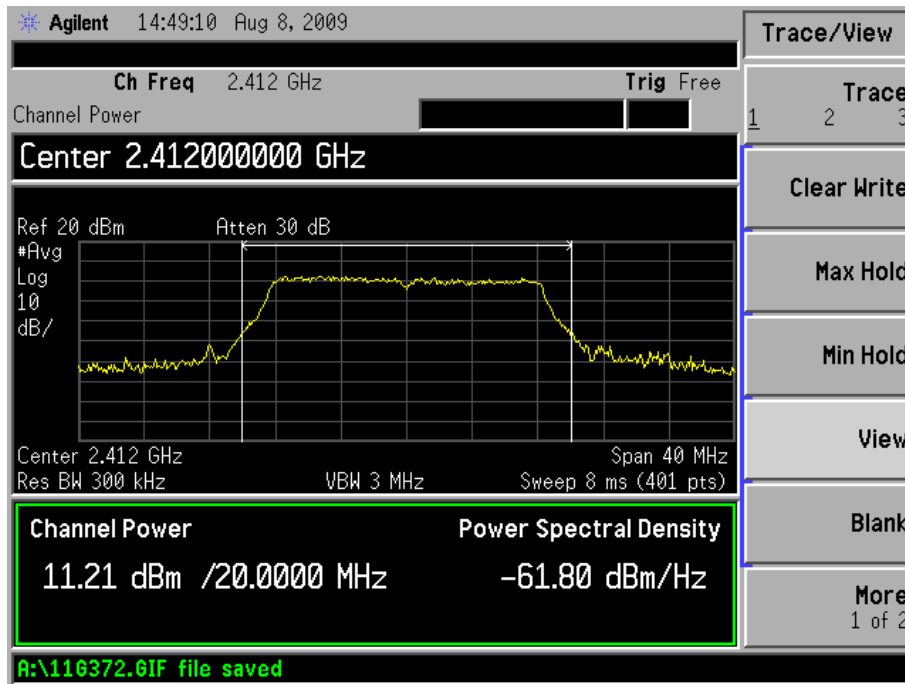 Agilent 14:49:10 Aug 8, 2009
Ch Freq 2.412 GHz Trig Free
Channel Power
Center 2.412000000 GHz
Ref 20 dBm Atten 30 dB
#Avg
Log
10
dB/
Center 2.412 GHz Span 40 MHz
Res BW 300 kHz VBW 3 MHz Sweep 8 ms (401 pts)
Channel Power Power Spectral Density
11.21 dBm /20.0000 MHz -61.80 dBm/Hz
A:\11G372.GIF file saved
Trace/View
Trace
1 2 3
Clear Write
Max Hold
Min Hold
View
Blank
More
1 of 2